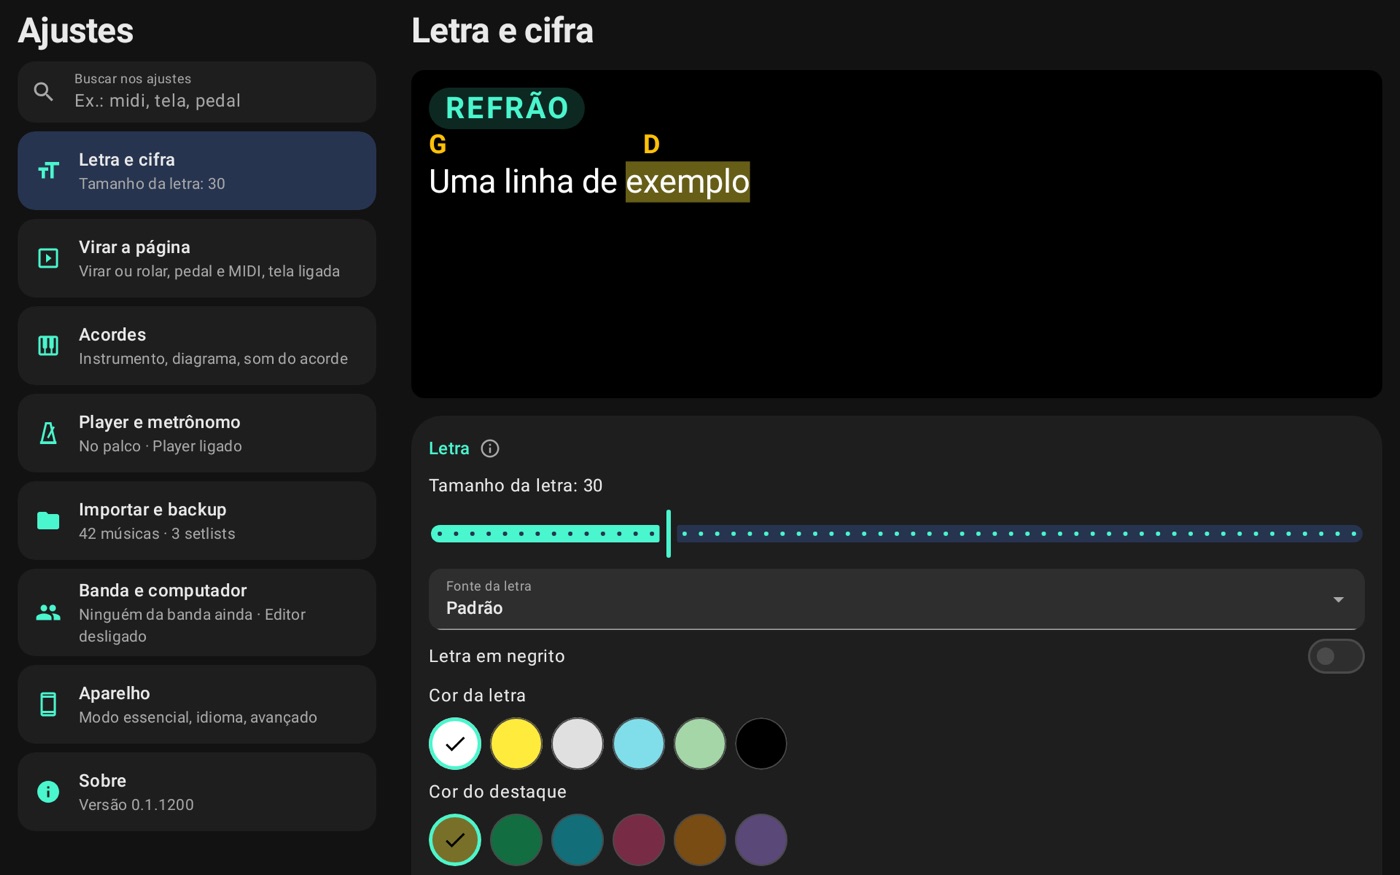 Ajustes
Buscar nos ajustes
Ex.: midi, tela, pedal
Letra e cifra
Tamanho da letra: 30
Virar a página
Virar ou rolar, pedal e MIDI, tela ligada
Acordes
Instrumento, diagrama, som do acorde
Player e metrônomo
No palco · Player ligado
Importar e backup
42 músicas · 3 setlists
Banda e computador
Ninguém da banda ainda · Editor
desligado
Aparelho
Modo essencial, idioma, avançado
Sobre
Versão 0.1.1200
Letra e cifra
REFRÃO
G D
Uma linha de exemplo
Letra
Tamanho da letra: 30
Fonte da letra
Padrão
Letra em negrito
Cor da letra
Cor do destaque